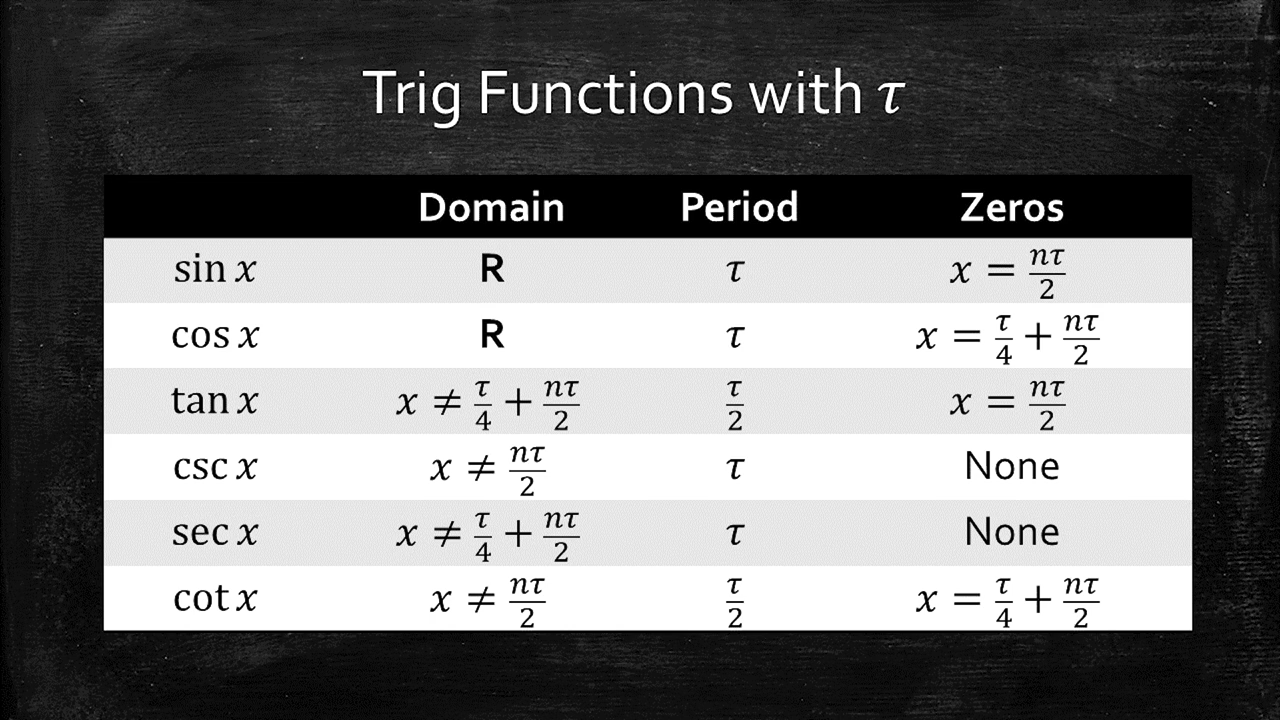 Trig Functions with τ
Domain Period Zeros
sin x R τ x = nτ/2
cos x R τ x = τ/4 + nτ/2
tan x x ≠ τ/4 + nτ/2 τ/2 x = nτ/2
csc x x ≠ nτ/2 τ None
sec x x ≠ τ/4 + nτ/2 τ None
cot x x ≠ nτ/2 τ/2 x = τ/4 + nτ/2